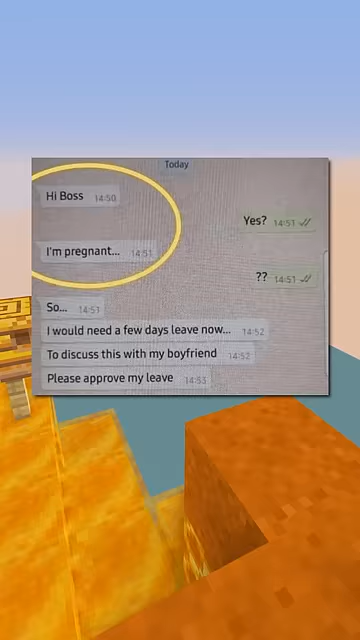 Today
Hi Boss 14:50
Yes? 14:51
I'm pregnant... 14:51
?? 14:51
So... 14:51
I would need a few days leave now... 14:52
To discuss this with my boyfriend 14:52
Please approve my leave 14:53